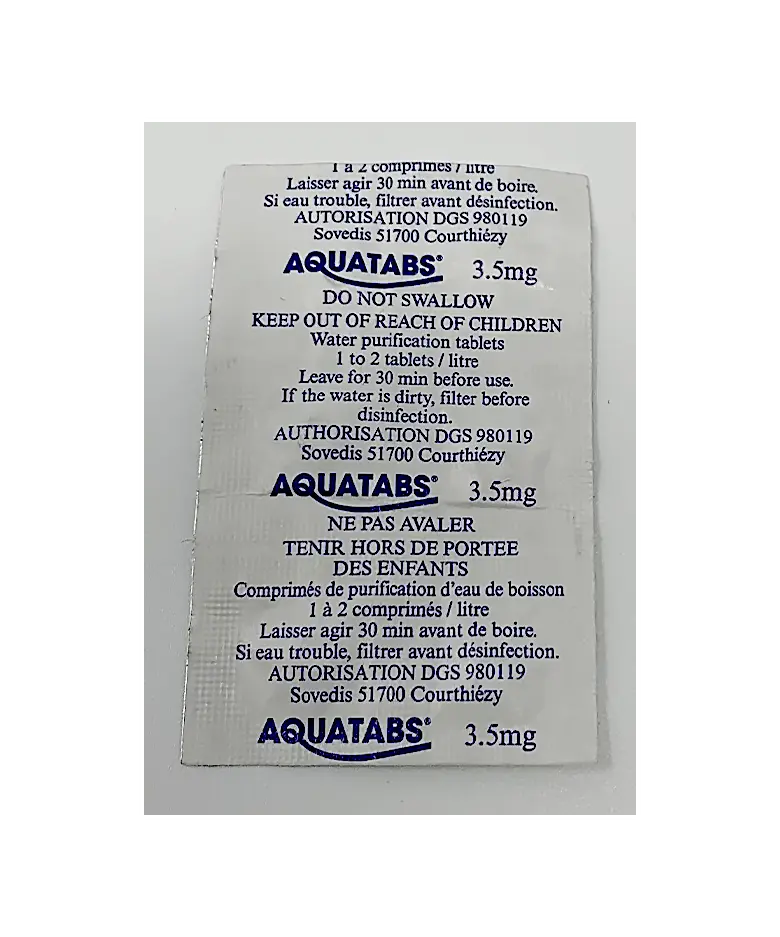 1 à 2 comprimés / litre
Laisser agir 30 min avant de boire.
Si eau trouble, filtrer avant désinfection.
AUTORISATION DGS 980119
Sovedis 51700 Courthiézy
AQUATABS® 3.5mg
DO NOT SWALLOW
KEEP OUT OF REACH OF CHILDREN
Water purification tablets
1 to 2 tablets / litre
Leave for 30 min before use.
If the water is dirty, filter before
disinfection.
AUTHORISATION DGS 980119
Sovedis 51700 Courthiézy
AQUATABS® 3.5mg
NE PAS AVALER
TENIR HORS DE PORTEE
DES ENFANTS
Comprimés de purification d'eau de boisson
1 à 2 comprimés / litre
Laisser agir 30 min avant de boire.
Si eau trouble, filtrer avant désinfection.
AUTORISATION DGS 980119
Sovedis 51700 Courthiézy
AQUATABS® 3.5mg